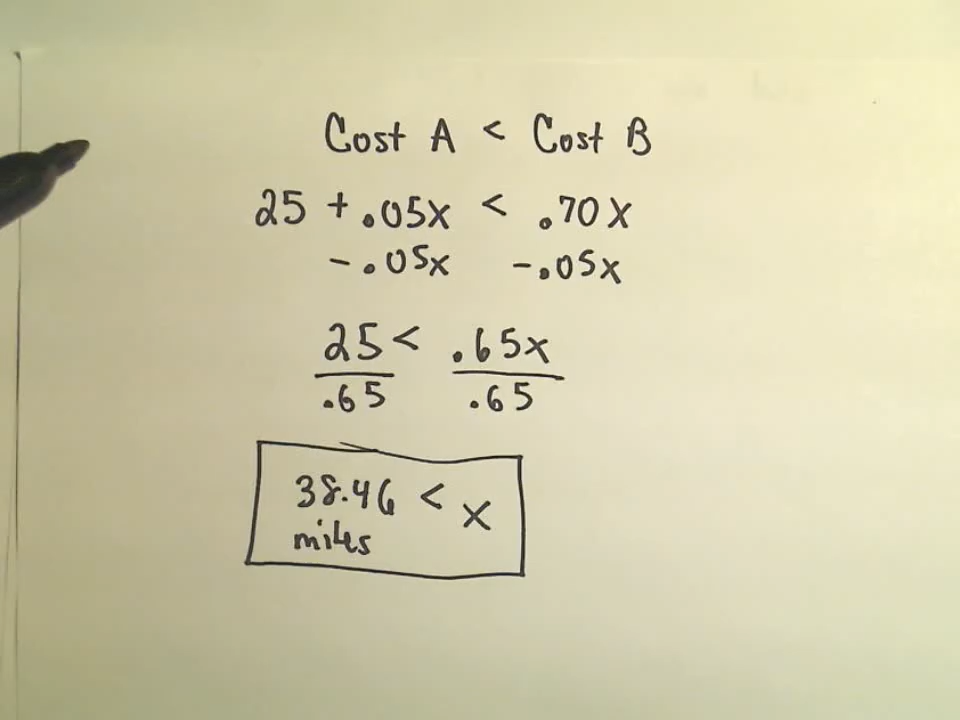 Cost A < Cost B
25 + .05x < .70x
- .05x - .05x
25 < .65x
.65 .65
38.46 < x
miles